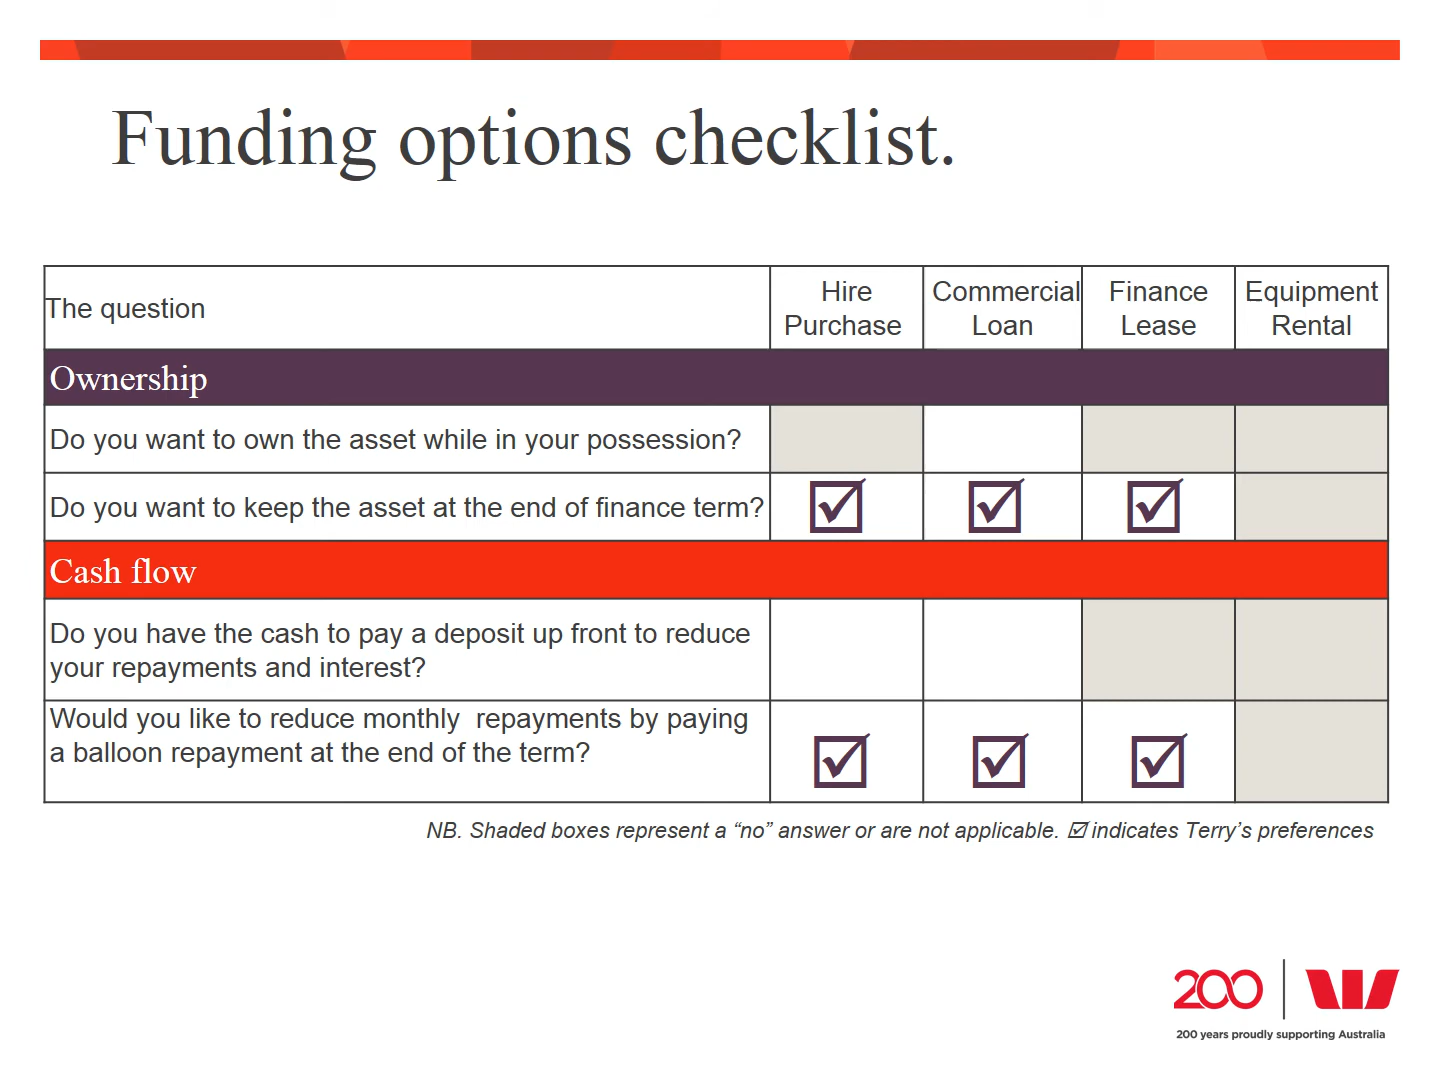 Funding options checklist.
The question
Hire
Purchase
Commercial
Loan
Finance
Lease
Equipment
Rental
Ownership
Do you want to own the asset while in your possession?
Do you want to keep the asset at the end of finance term?
Cash flow
Do you have the cash to pay a deposit up front to reduce
your repayments and interest?
Would you like to reduce monthly  repayments by paying
a balloon repayment at the end of the term?
NB. Shaded boxes represent a “no” answer or are not applicable. ☑ indicates Terry’s preferences
200
200 years proudly supporting Australia